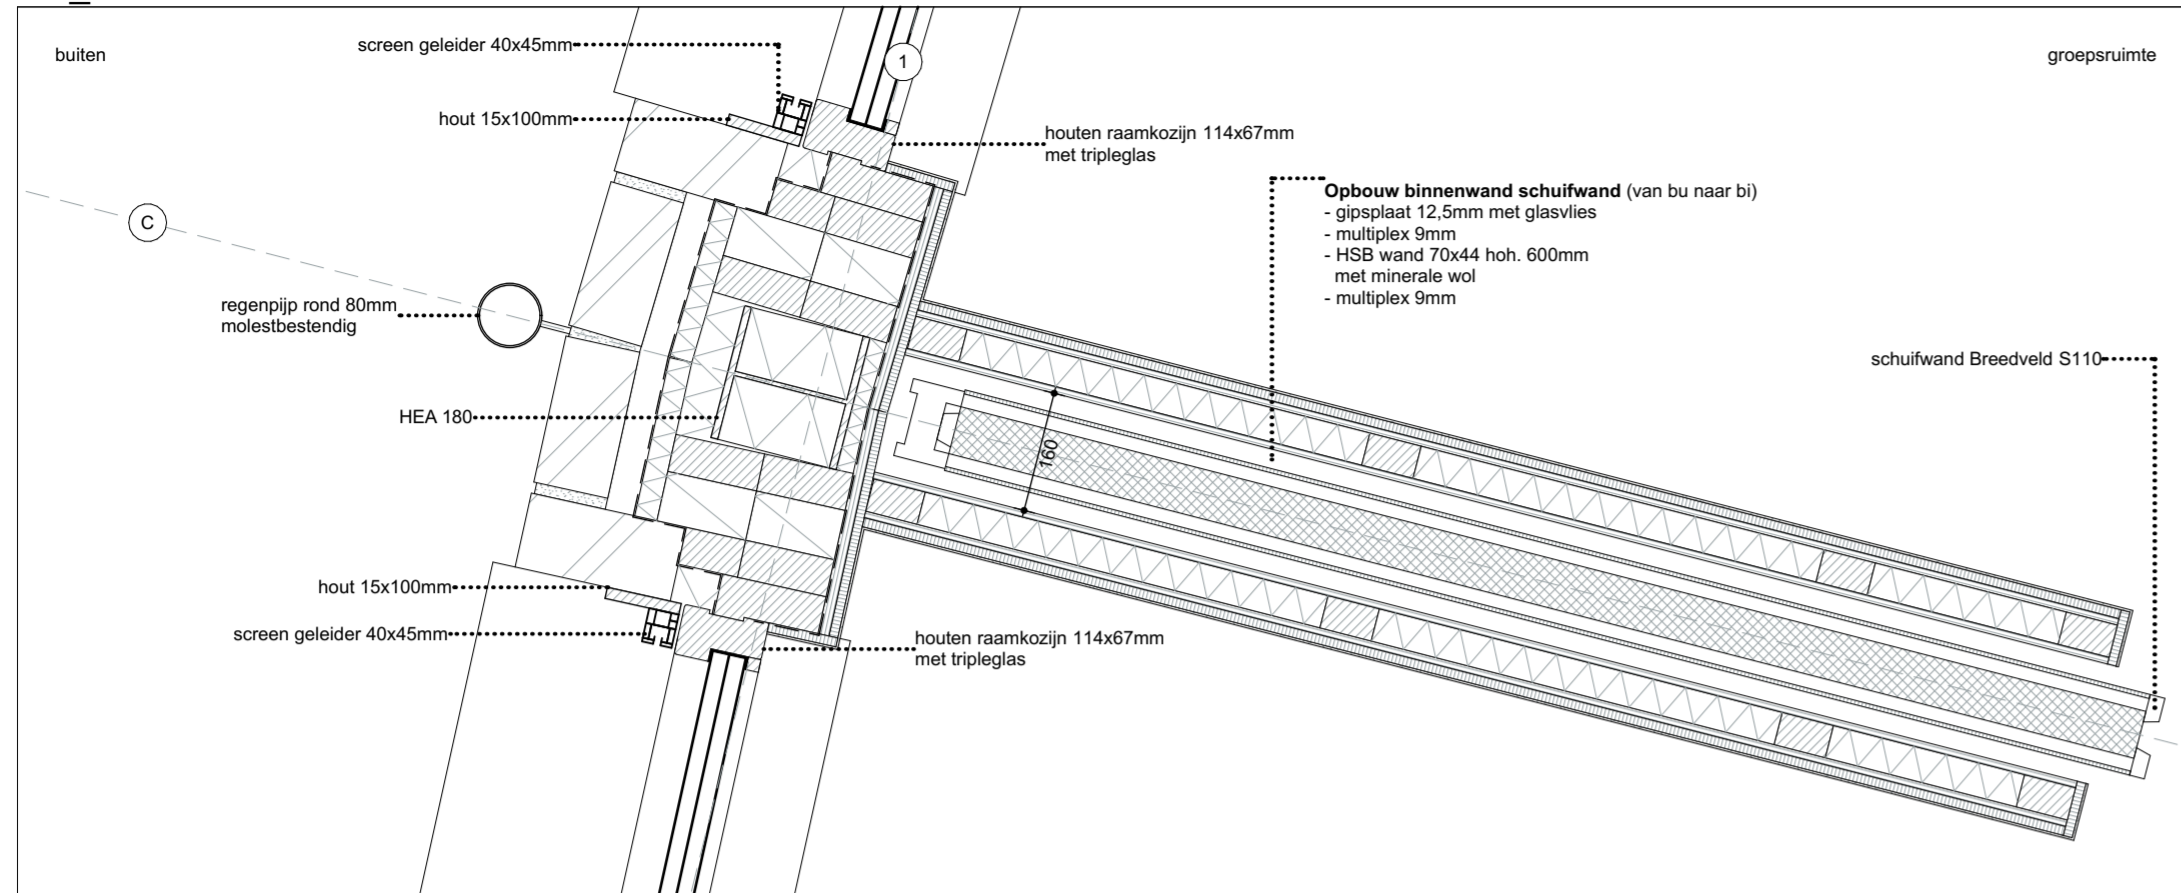 buiten
screen geleider 40x45mm
1
groepsruimte
hout 15x100mm
houten raamkozijn 114x67mm
met tripleglas
Opbouw binnenwand schuifwand (van bu naar bi)
- gipsplaat 12,5mm met glasvlies
- multiplex 9mm
- HSB wand 70x44 hoh. 600mm
met minerale wol
- multiplex 9mm
C
regenpijp rond 80mm
molestbestendig
schuifwand Breedveld S110
HEA 180
160
hout 15x100mm
screen geleider 40x45mm
houten raamkozijn 114x67mm
met tripleglas